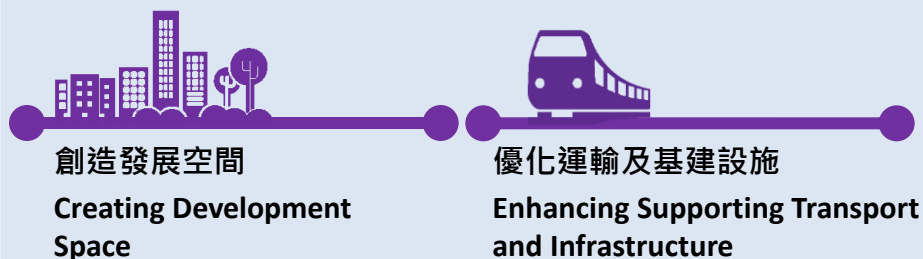 創造發展空間
Creating Development
Space
優化運輸及基建設施
Enhancing Supporting Transport
and Infrastructure